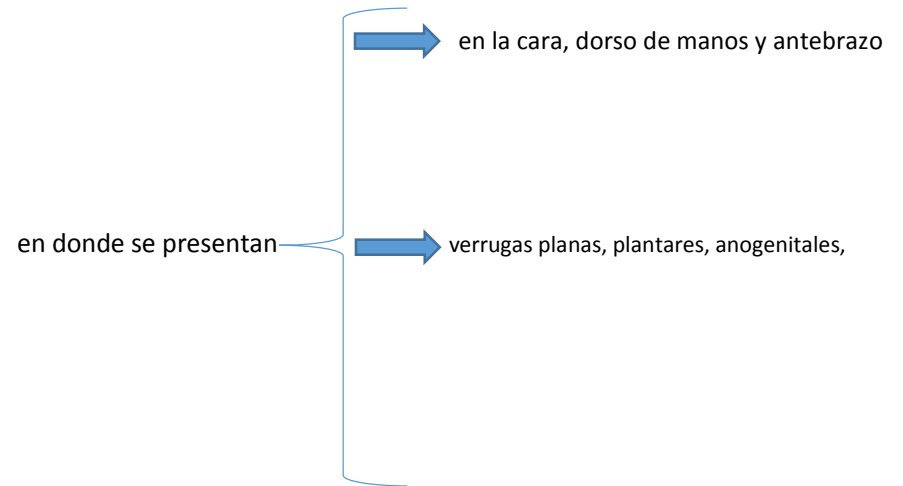 en la cara, dorso de manos y antebrazo
en donde se presentan
verrugas planas, plantares, anogenitales,